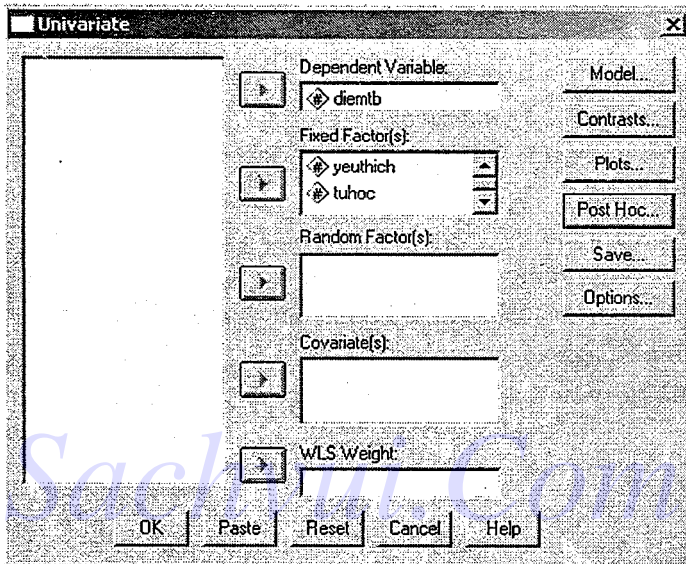 Univariate
Dependent Variable:
diemtb
Fixed Factor(s):
yeuthich
tuhoc
Random Factor(s):
Covariate(s):
WLS Weight:
Model...
Contrasts...
Plots...
Post Hoc...
Save...
Options...
OK
Paste
Reset
Cancel
Help
Sachvui.Com